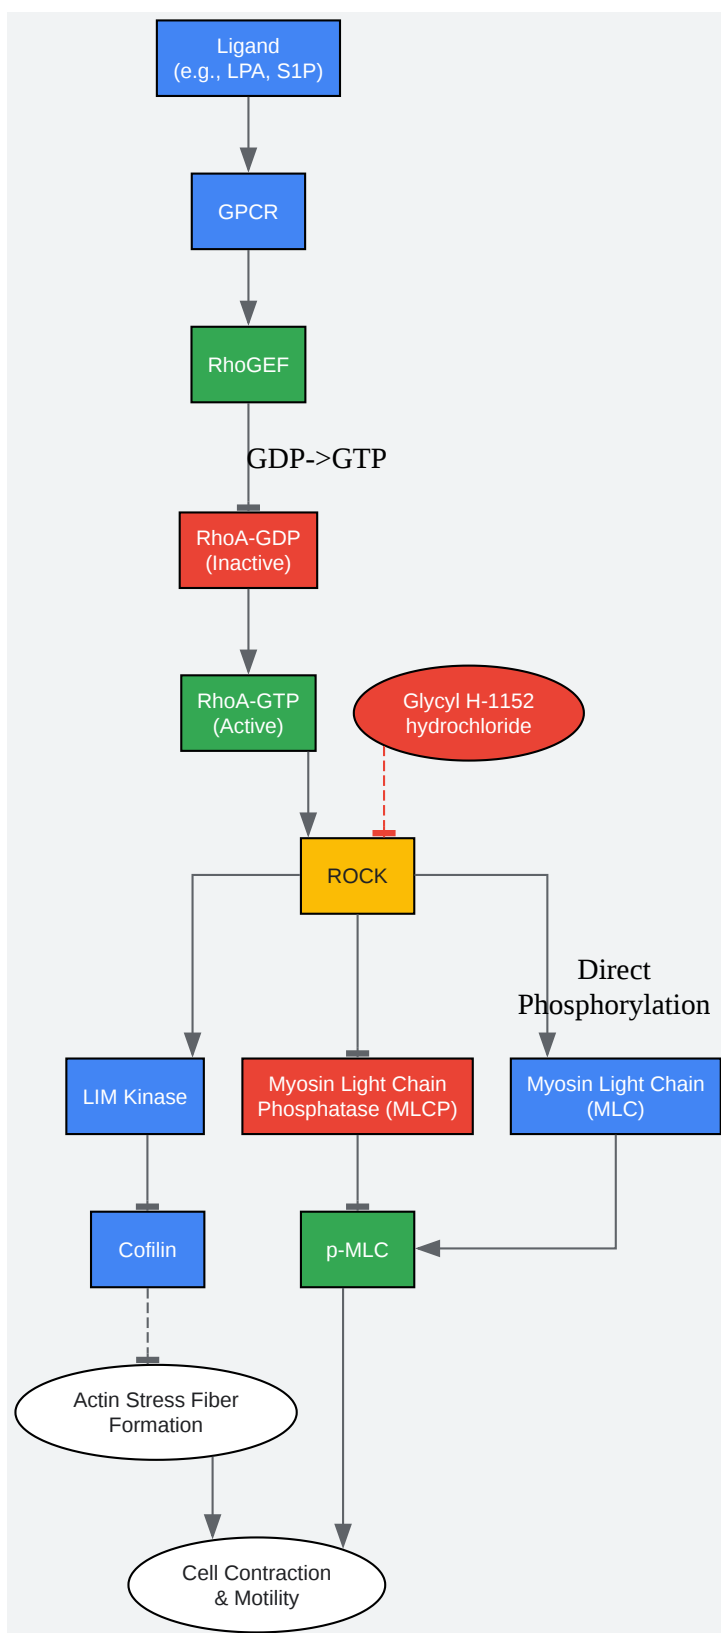 Ligand
(e.g., LPA, S1P)
GPCR
RhoGEF
GDP->GTP
RhoA-GDP
(Inactive)
RhoA-GTP
(Active)
Glycyl H-1152
hydrochloride
ROCK
Direct
Phosphorylation
LIM Kinase
Myosin Light Chain
Phosphatase (MLCP)
Myosin Light Chain
(MLC)
Cofilin
p-MLC
Actin Stress Fiber
Formation
Cell Contraction
& Motility